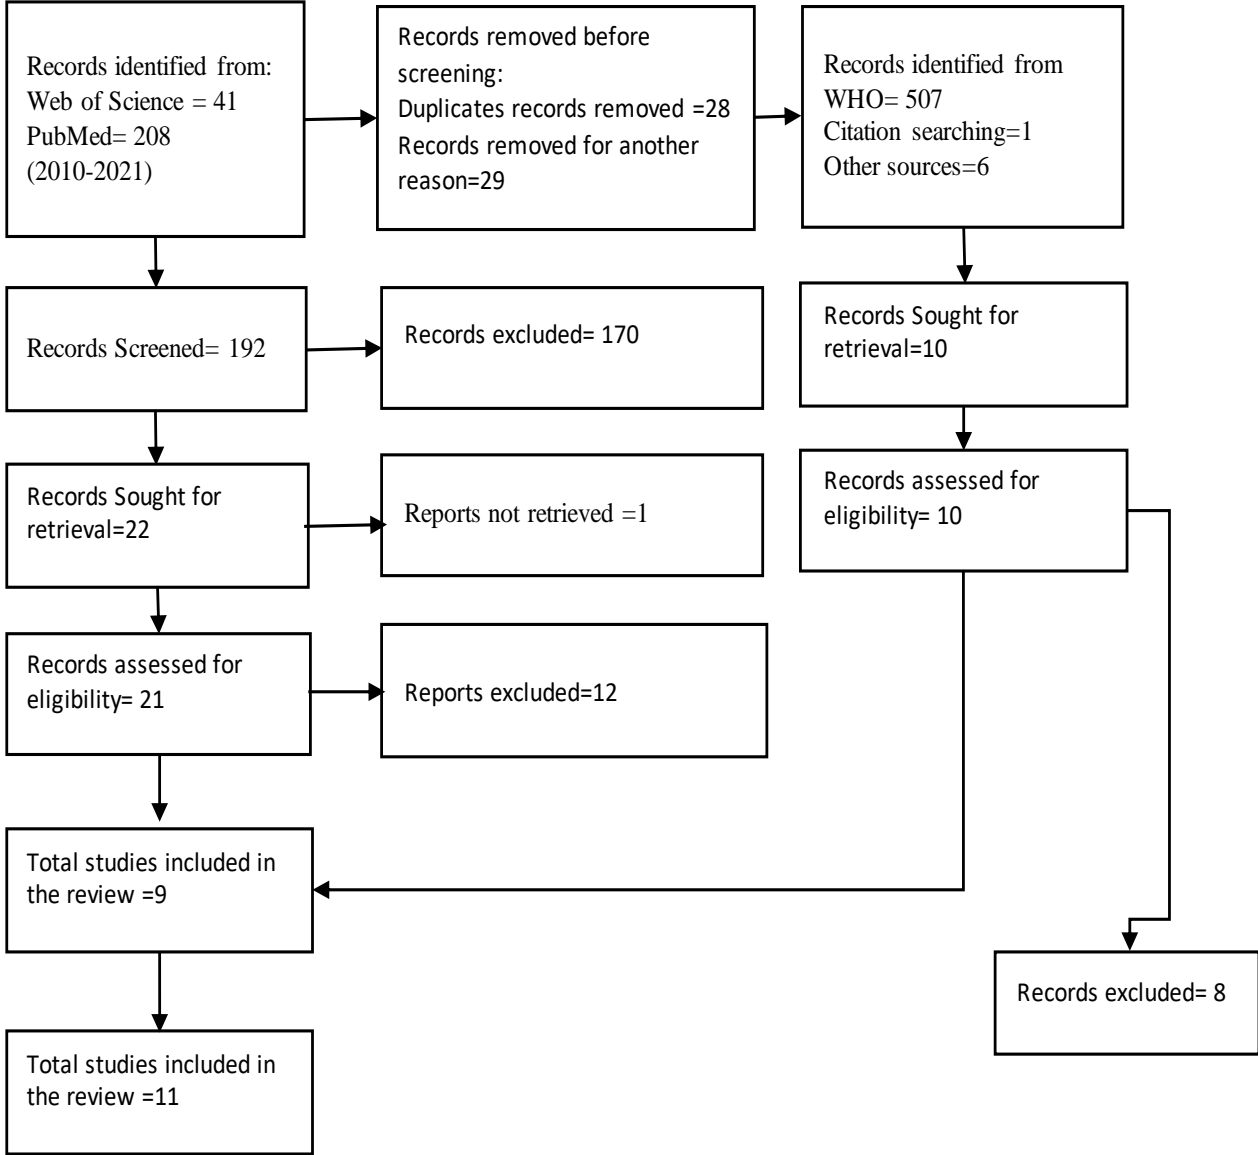 Records identified from:
Web of Science = 41
PubMed= 208
(2010-2021)
Records removed before
screening:
Duplicates records removed =28
Records removed for another
reason=29
Records identified from
WHO= 507
Citation searching=1
Other sources=6
Records Screened= 192
Records excluded= 170
Records Sought for
retrieval=10
Records Sought for
retrieval=22
Reports not retrieved =1
Records assessed for
eligibility= 10
Records assessed for
eligibility= 21
Reports excluded=12
Total studies included in
the review =9
Records excluded= 8
Total studies included in
the review =11